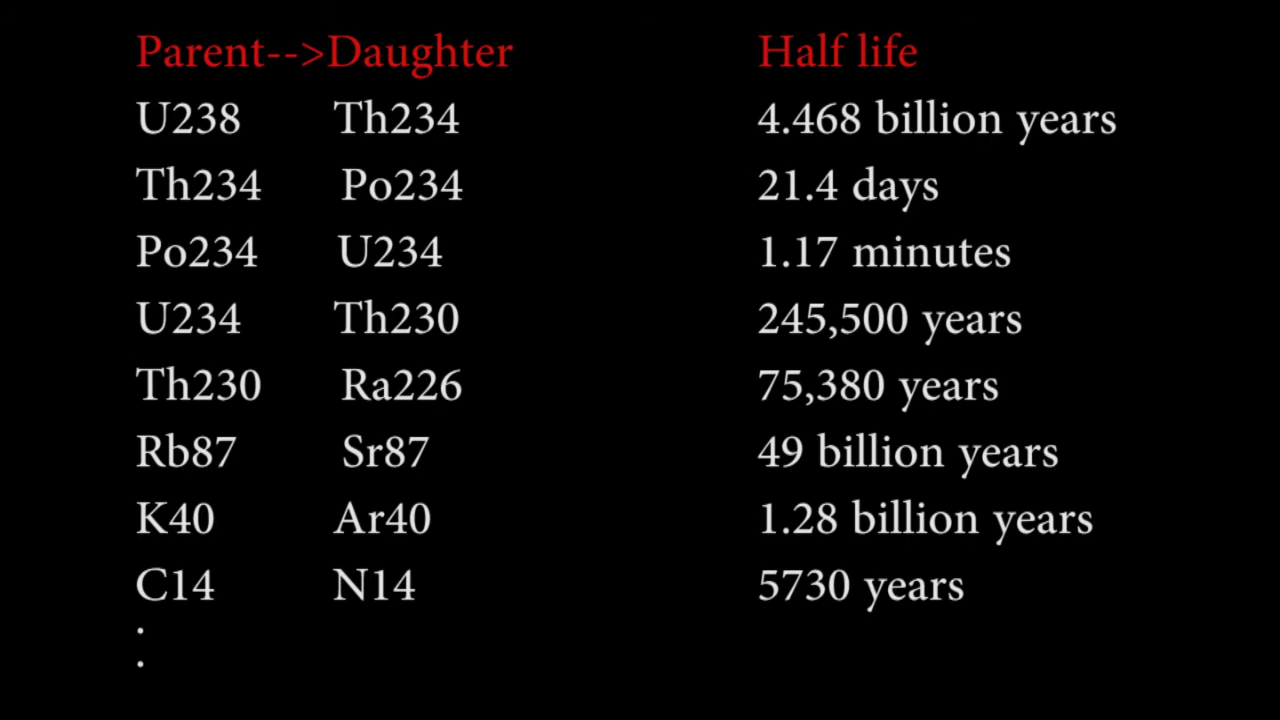 Parent-->Daughter Half life
U238 Th234 4.468 billion years
Th234 Po234 21.4 days
Po234 U234 1.17 minutes
U234 Th230 245,500 years
Th230 Ra226 75,380 years
Rb87 Sr87 49 billion years
K40 Ar40 1.28 billion years
C14 N14 5730 years
.
.